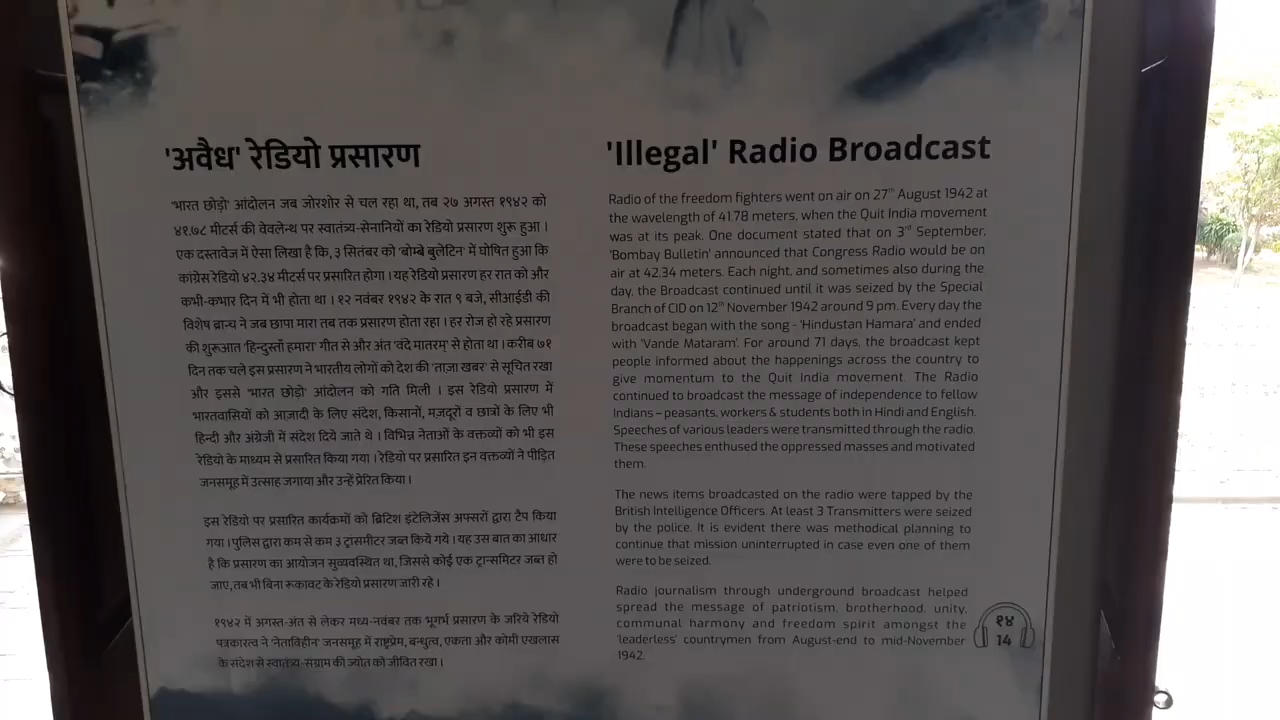 'अवैध' रेडियो प्रसारण
'भारत छोड़ो' आंदोलन जब जोरशोर से चल रहा था, तब २७ अगस्त १९४२ को
४१.७८ मीटर्स की वेवलेन्थ पर स्वातंत्र्य-सेनानियों का रेडियो प्रसारण शुरू हुआ ।
एक दस्तावेज में ऐसा लिखा है कि, ३ सितंबर को 'बोम्बे बुलेटिन' में घोषित हुआ कि
कांग्रेस रेडियो ४२.३४ मीटर्स पर प्रसारित होगा । यह रेडियो प्रसारण हर रात को और
कभी-कभार दिन में भी होता था । १२ नवंबर १९४२ के रात ९ बजे, सीआईडी की
विशेष ब्रान्च ने जब छापा मारा तब तक प्रसारण होता रहा । हर रोज हो रहे प्रसारण
की शुरूआत 'हिन्दुस्ताँ हमारा' गीत से और अंत 'वंदे मातरम्' से होता था । करीब ७१
दिन तक चले इस प्रसारण ने भारतीय लोगों को देश की 'ताज़ा खबर' से सूचित रखा
और इससे 'भारत छोड़ो' आंदोलन को गति मिली । इस रेडियो प्रसारण में
भारतवासियों को आज़ादी के लिए संदेश, किसानों, मज़दूरों व छात्रों के लिए भी
हिन्दी और अंग्रेजी में संदेश दिये जाते थे । विभिन्न नेताओं के वक्तव्यों को भी इस
रेडियो के माध्यम से प्रसारित किया गया । रेडियो पर प्रसारित इन वक्तव्यों ने पीड़ित
जनसमूह में उत्साह जगाया और उन्हें प्रेरित किया ।
इस रेडियो पर प्रसारित कार्यक्रमों को ब्रिटिश इंटेलिजेंस अफ्सरों द्वारा टैप किया
गया । पुलिस द्वारा कम से कम ३ ट्रांसमीटर जब्त किये गये । यह उस बात का आधार
है कि प्रसारण का आयोजन सुव्यवस्थित था, जिससे कोई एक ट्रान्समिटर जब्त हो
जाए, तब भी बिना रूकावट के रेडियो प्रसारण जारी रहे ।
१९४२ में अगस्त-अंत से लेकर मध्य-नवंबर तक भूगर्भ प्रसारण के जरिये रेडियो
पत्रकारत्व ने 'नेताविहीन' जनसमूह में राष्ट्रप्रेम, बन्धुत्व, एकता और कोमी एखलास
के संदेश से स्वातंत्र्य-संग्राम की ज्योत को जीवित रखा ।
'Illegal' Radio Broadcast
Radio of the freedom fighters went on air on 27th August 1942 at
the wavelength of 41.78 meters, when the Quit India movement
was at its peak. One document stated that on 3rd September,
'Bombay Bulletin' announced that Congress Radio would be on
air at 42.34 meters. Each night, and sometimes also during the
day, the Broadcast continued until it was seized by the Special
Branch of CID on 12th November 1942 around 9 pm. Every day the
broadcast began with the song - 'Hindustan Hamara' and ended
with 'Vande Mataram'. For around 71 days, the broadcast kept
people informed about the happenings across the country to
give momentum to the Quit India movement. The Radio
continued to broadcast the message of independence to fellow
Indians – peasants, workers & students both in Hindi and English.
Speeches of various leaders were transmitted through the radio.
These speeches enthused the oppressed masses and motivated
them.
The news items broadcasted on the radio were tapped by the
British Intelligence Officers. At least 3 Transmitters were seized
by the police. It is evident there was methodical planning to
continue that mission uninterrupted in case even one of them
were to be seized.
Radio journalism through underground broadcast helped
spread the message of patriotism, brotherhood, unity,
communal harmony and freedom spirit amongst the
'leaderless' countrymen from August-end to mid-November
1942.
१४
14